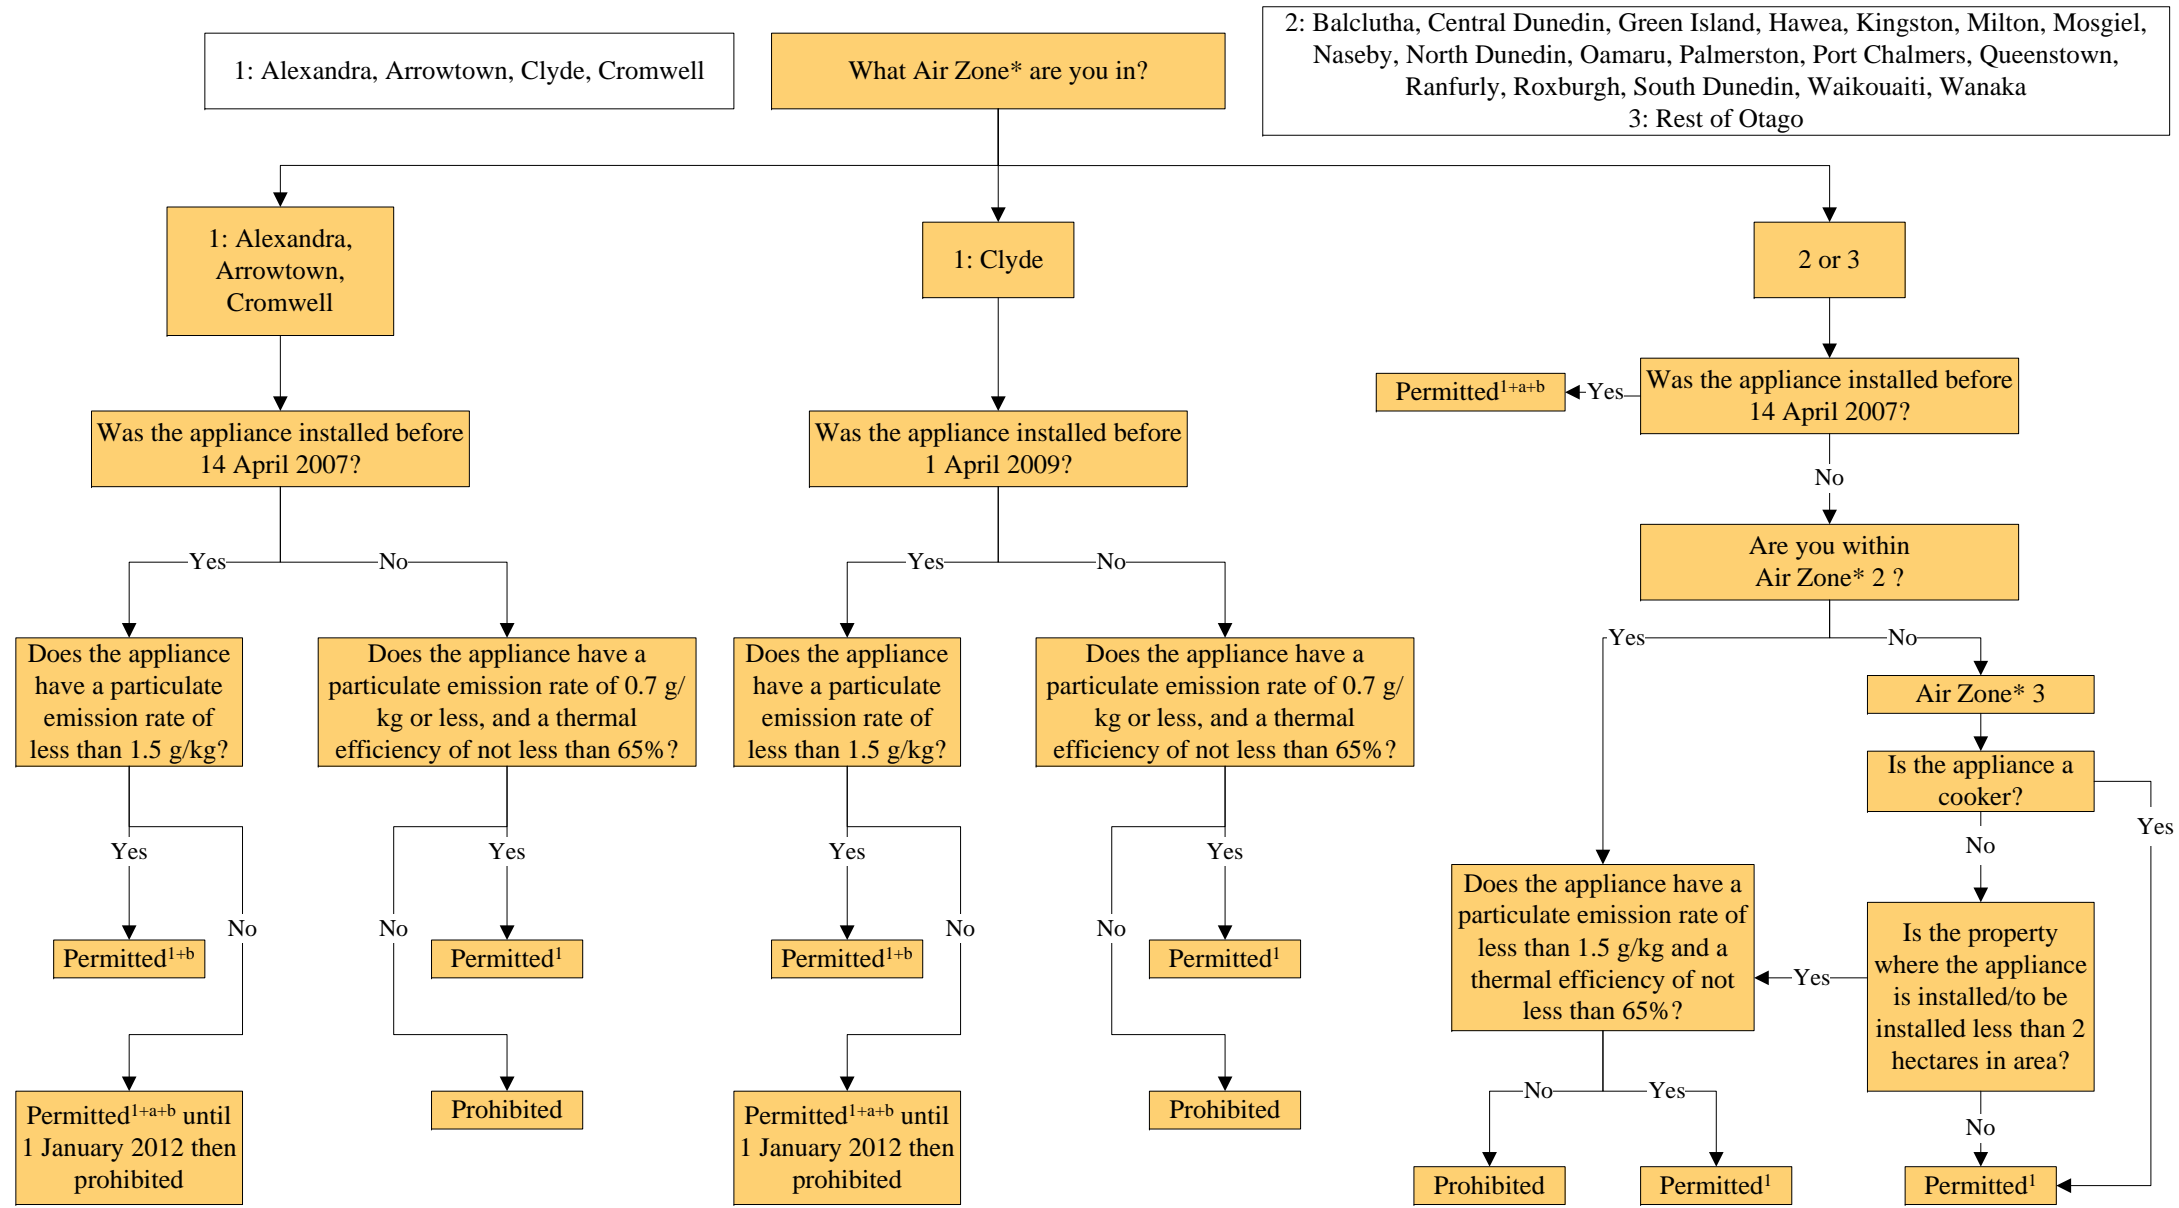 1: Alexandra, Arrowtown, Clyde, Cromwell
What Air Zone* are you in?
2: Balclutha, Central Dunedin, Green Island, Hawea, Kingston, Milton, Mosgiel,
Naseby, North Dunedin, Oamaru, Palmerston, Port Chalmers, Queenstown,
Ranfurly, Roxburgh, South Dunedin, Waikouaiti, Wanaka
3: Rest of Otago
1: Alexandra,
Arrowtown,
Cromwell
Was the appliance installed before
14 April 2007?
Yes
No
Does the appliance
have a particulate
emission rate of
less than 1.5 g/kg?
Yes
No
Permitted1+b
Permitted1+a+b until
1 January 2012 then
prohibited
Does the appliance have a
particulate emission rate of 0.7 g/
kg or less, and a thermal
efficiency of not less than 65%?
No
Yes
Permitted1
Prohibited
1: Clyde
Was the appliance installed before
1 April 2009?
Yes
No
Does the appliance
have a particulate
emission rate of
less than 1.5 g/kg?
Yes
No
Permitted1+b
Permitted1+a+b until
1 January 2012 then
prohibited
Does the appliance have a
particulate emission rate of 0.7 g/
kg or less, and a thermal
efficiency of not less than 65%?
No
Yes
Permitted1
Prohibited
2 or 3
Was the appliance installed before
14 April 2007?
Yes
Permitted1+a+b
No
Are you within
Air Zone* 2 ?
Yes
No
Air Zone* 3
Is the appliance a
cooker?
Yes
No
Is the property
where the appliance
is installed/to be
installed less than 2
hectares in area?
Yes
Does the appliance have a
particulate emission rate of
less than 1.5 g/kg and a
thermal efficiency of not
less than 65%?
No
Yes
Prohibited
Permitted1
No
Permitted1